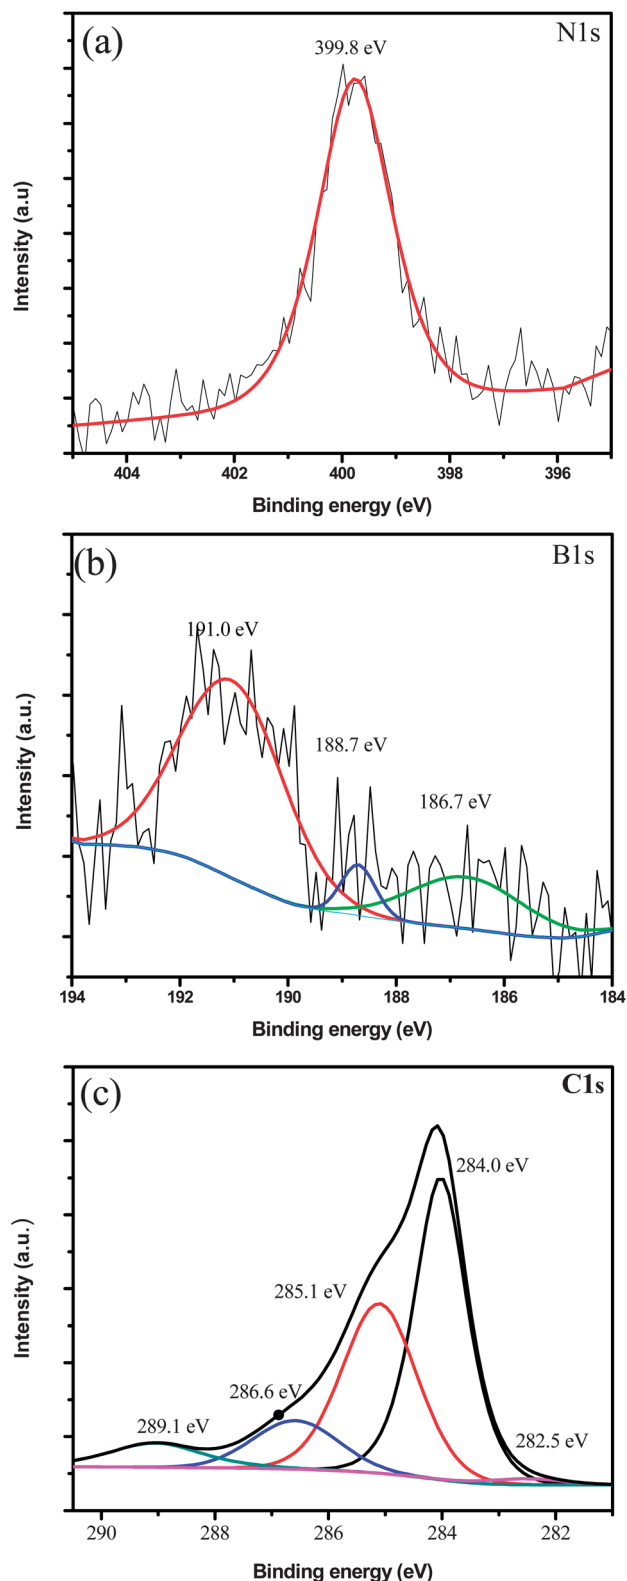 (a)
N1s
399.8 eV
Intensity (a.u)
404 402 400 398 396
Binding energy (eV)
(b)
B1s
191.0 eV
188.7 eV
186.7 eV
Intensity (a.u.)
194 192 190 188 186 184
Binding energy (eV)
(c)
C1s
284.0 eV
285.1 eV
286.6 eV
289.1 eV
282.5 eV
Intensity (a.u.)
290 288 286 284 282
Binding energy (eV)